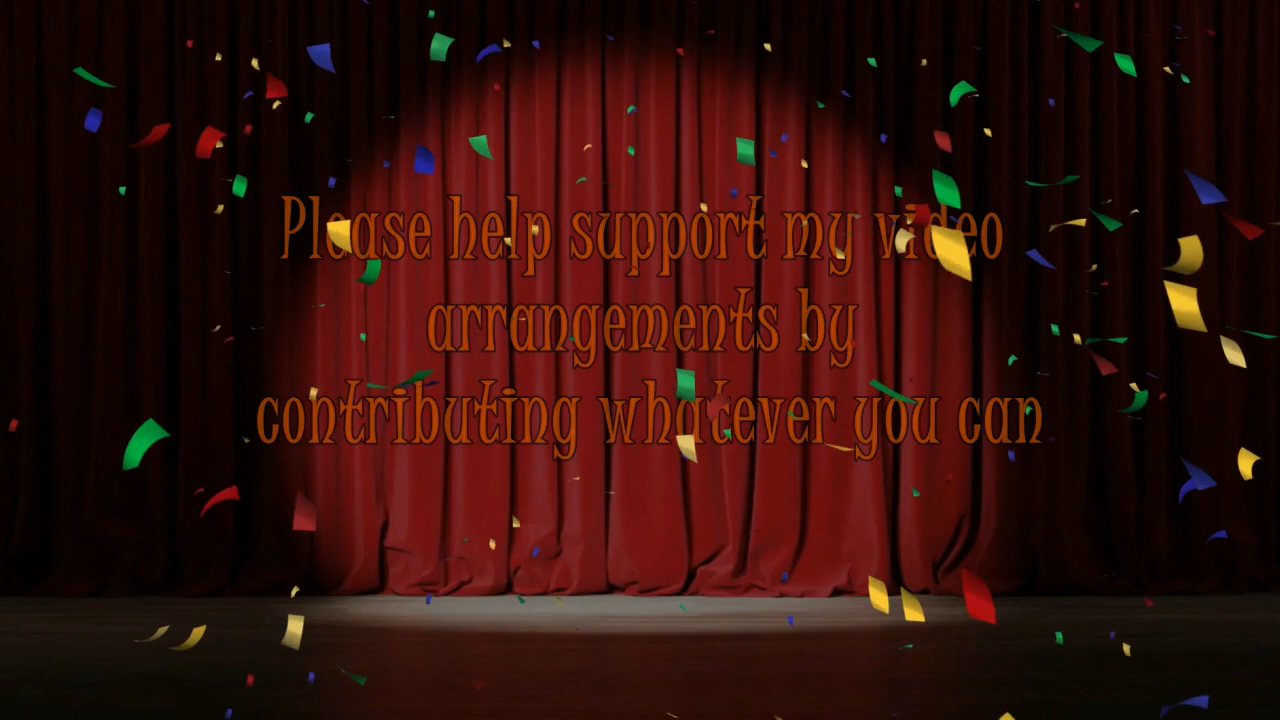 Please help support my video
arrangements by
contributing whatever you can